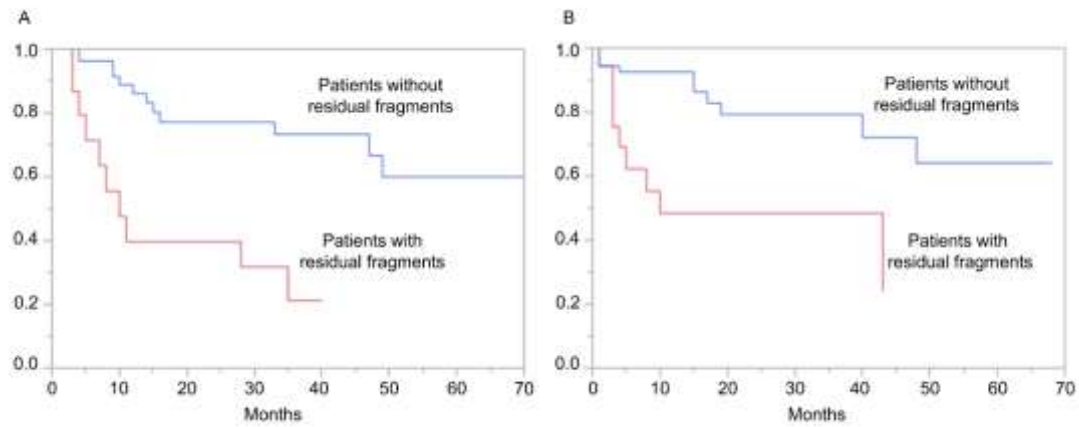 A
1.0
0.8
0.6
0.4
0.2
0.0
Patients without
residual fragments
Patients with
residual fragments
0 10 20 30 40 50 60 70
Months
B
1.0
0.8
0.6
0.4
0.2
0.0
Patients without
residual fragments
Patients with
residual fragments
0 10 20 30 40 50 60 70
Months